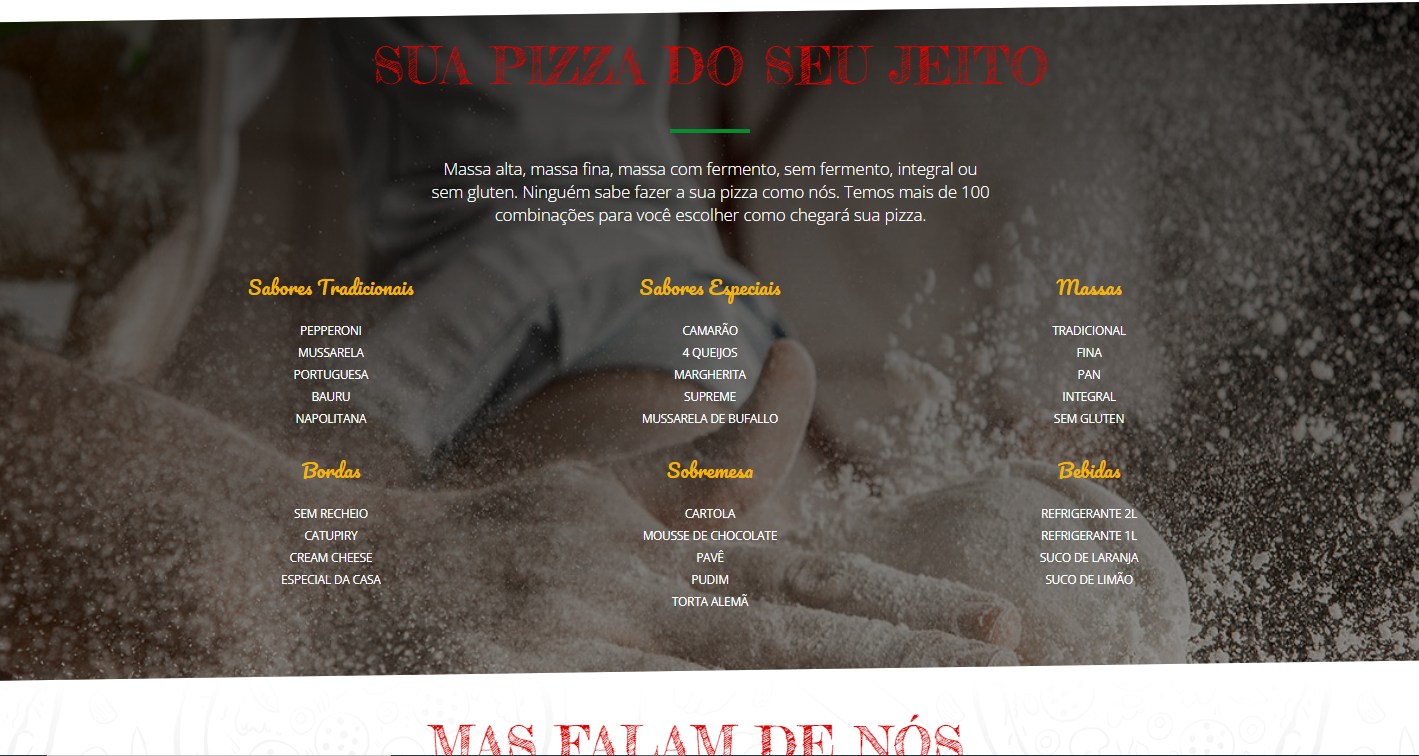 SUA PIZZA DO SEU JEITO
Massa alta, massa fina, massa com fermento, sem fermento, integral ou
sem gluten. Ninguém sabe fazer a sua pizza como nós. Temos mais de 100
combinações para você escolher como chegará sua pizza.
Sabores Tradicionais
PEPPERONI
MUSSARELA
PORTUGUESA
BAURU
NAPOLITANA
Sabores Especiais
CAMARÃO
4 QUEIJOS
MARGHERITA
SUPREME
MUSSARELA DE BUFALLO
Massas
TRADICIONAL
FINA
PAN
INTEGRAL
SEM GLUTEN
Bordas
SEM RECHEIO
CATUPIRY
CREAM CHEESE
ESPECIAL DA CASA
Sobremesa
CARTOLA
MOUSSE DE CHOCOLATE
PAVÊ
PUDIM
TORTA ALEMÃ
Bebidas
REFRIGERANTE 2L
REFRIGERANTE 1L
SUCO DE LARANJA
SUCO DE LIMÃO
MAS FALAM DE NÓS